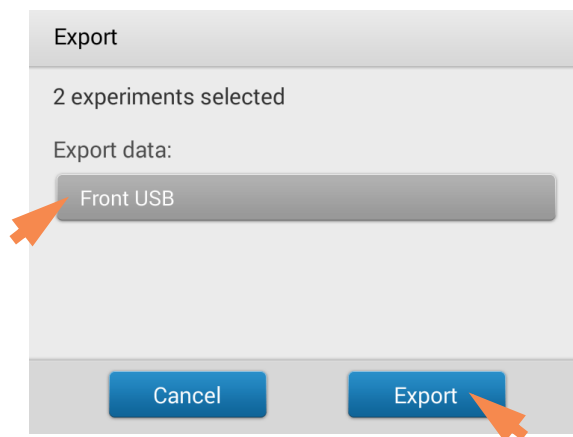 Export
2 experiments selected
Export data:
Front USB
Cancel
Export